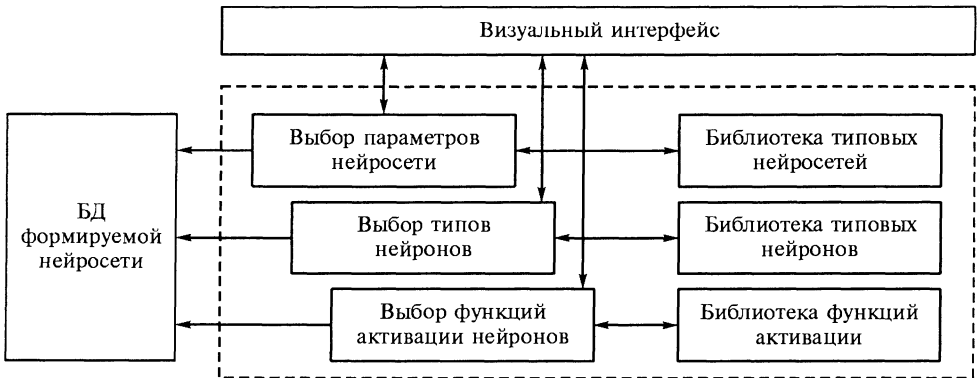 Визуальный интерфейс
Выбор параметров
нейросети
Библиотека типовых
нейросетей
БД
формируемой
нейросети
Выбор типов
нейронов
Библиотека типовых
нейронов
Выбор функций
активации нейронов
Библиотека функций
активации